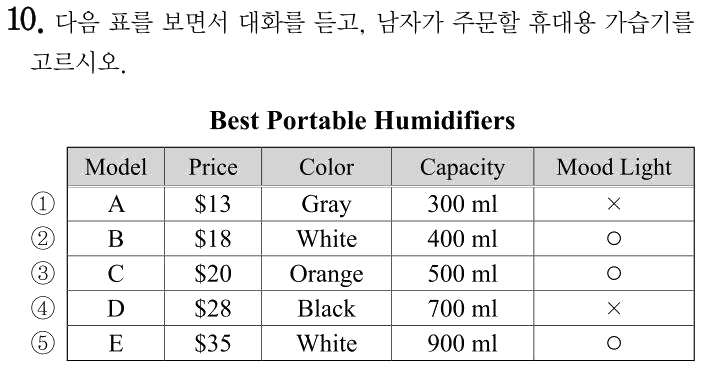 10. 다음 표를 보면서 대화를 듣고, 남자가 주문할 휴대용 가습기를
고르시오.
Best Portable Humidifiers
Model Price Color Capacity Mood Light
① A $13 Gray 300 ml ×
② B $18 White 400 ml ○
③ C $20 Orange 500 ml ○
④ D $28 Black 700 ml ×
⑤ E $35 White 900 ml ○